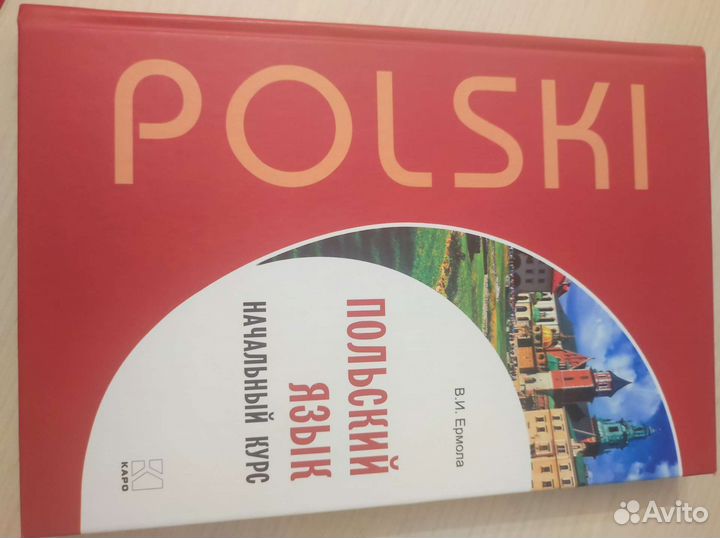 POLSKI
В.И. Ермола
ПОЛЬСКИЙ
ЯЗЫК
НАЧАЛЬНЫЙ КУРС
КАРО
Avito